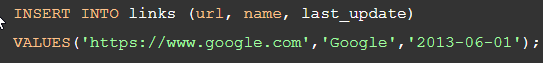 INSERT INTO links (url, name, last_update)
VALUES('https://www.google.com','Google','2013-06-01');